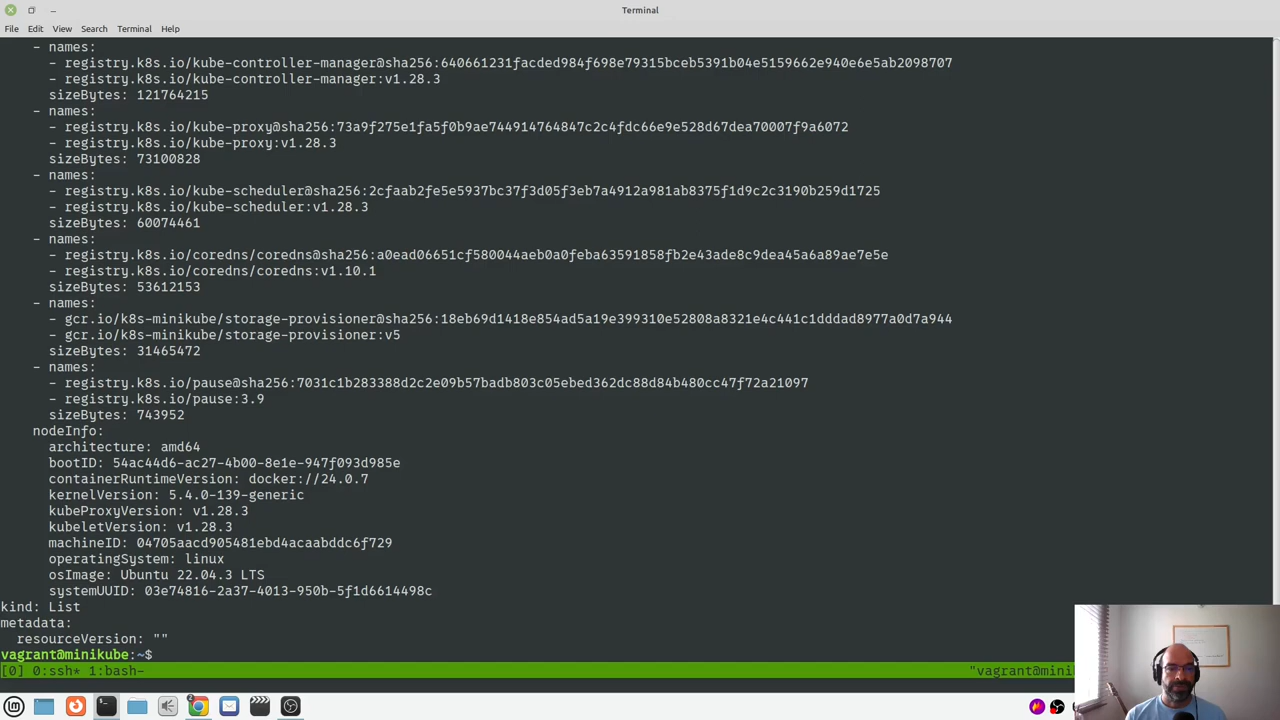 Terminal
File Edit View Search Terminal Help
- names:
- registry.k8s.io/kube-controller-manager@sha256:640661231facded984f698e79315bceb5391b04e5159662e940e6e5ab2098707
- registry.k8s.io/kube-controller-manager:v1.28.3
sizeBytes: 121764215
- names:
- registry.k8s.io/kube-proxy@sha256:73a9f275e1fa5f0b9ae744914764847c2c4fdc66e9e528d67dea70007f9a6072
- registry.k8s.io/kube-proxy:v1.28.3
sizeBytes: 73100828
- names:
- registry.k8s.io/kube-scheduler@sha256:2cfaab2fe5e5937bc37f3d05f3eb7a4912a981ab8375f1d9c2c3190b259d1725
- registry.k8s.io/kube-scheduler:v1.28.3
sizeBytes: 60074461
- names:
- registry.k8s.io/coredns/coredns@sha256:a0ead06651cf580044aeb0a0feba63591858fb2e43ade8c9dea45a6a89ae7e5e
- registry.k8s.io/coredns/coredns:v1.10.1
sizeBytes: 53612153
- names:
- gcr.io/k8s-minikube/storage-provisioner@sha256:18eb69d1418e854ad5a19e399310e52808a8321e4c441c1dddad8977a0d7a944
- gcr.io/k8s-minikube/storage-provisioner:v5
sizeBytes: 31465472
- names:
- registry.k8s.io/pause@sha256:7031c1b283388d2c2e09b57badb803c05ebed362dc88d84b480cc47f72a21097
- registry.k8s.io/pause:3.9
sizeBytes: 743952
nodeInfo:
architecture: amd64
bootID: 54ac44d6-ac27-4b00-8e1e-947f093d985e
containerRuntimeVersion: docker://24.0.7
kernelVersion: 5.4.0-139-generic
kubeProxyVersion: v1.28.3
kubeletVersion: v1.28.3
machineID: 04705aacd905481ebd4acaabddc6f729
operatingSystem: linux
osImage: Ubuntu 22.04.3 LTS
systemUUID: 03e74816-2a37-4013-950b-5f1d6614498c
kind: List
metadata:
resourceVersion: ""
vagrant@minikube:~$
[0] 0:ssh* 1:bash- "vagrant@mini
2